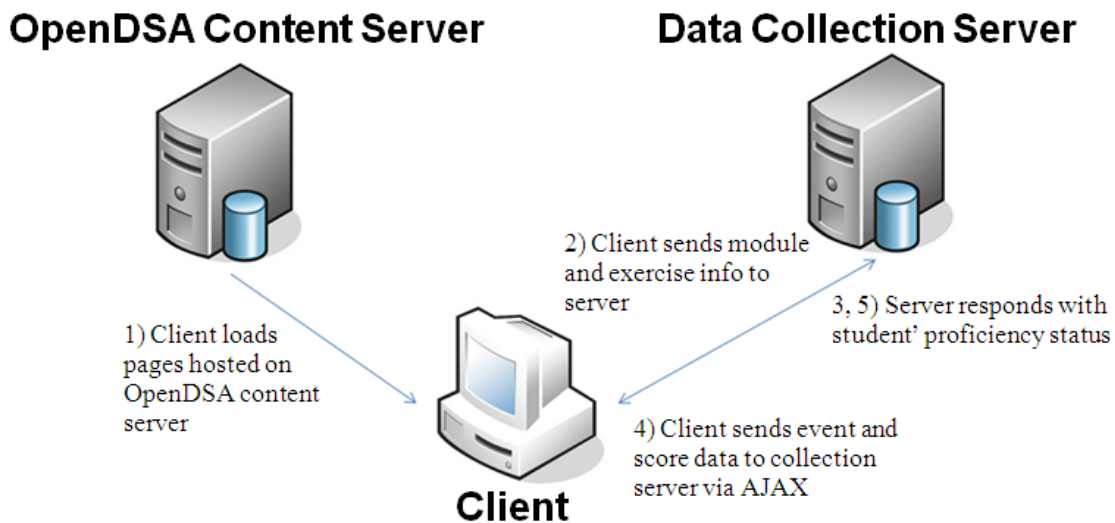 OpenDSA Content Server
Data Collection Server
2) Client sends module
and exercise info to
server
3, 5) Server responds with
student’ proficiency status
1) Client loads
pages hosted on
OpenDSA content
server
4) Client sends event and
score data to collection
server via AJAX
Client